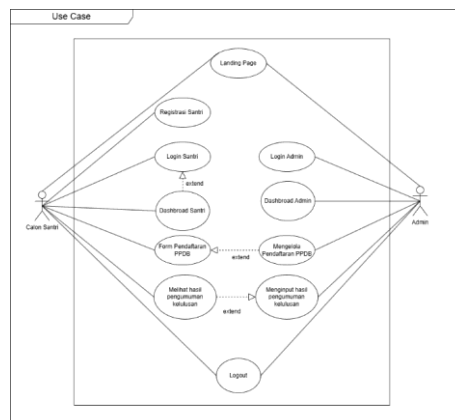 Use Case
Landing Page
Registrasi Santri
Login Santri
Login Admin
extend
Dashbroad Santri
Dashbroad Admin
Calon Santri
Admin
Form Pendaftaran
PPDB
Mengelola
Pendaftaran PPDB
extend
Melihat hasil
pengumuman
kelulusan
Menginput hasil
pengumuman
kelulusan
extend
Logout